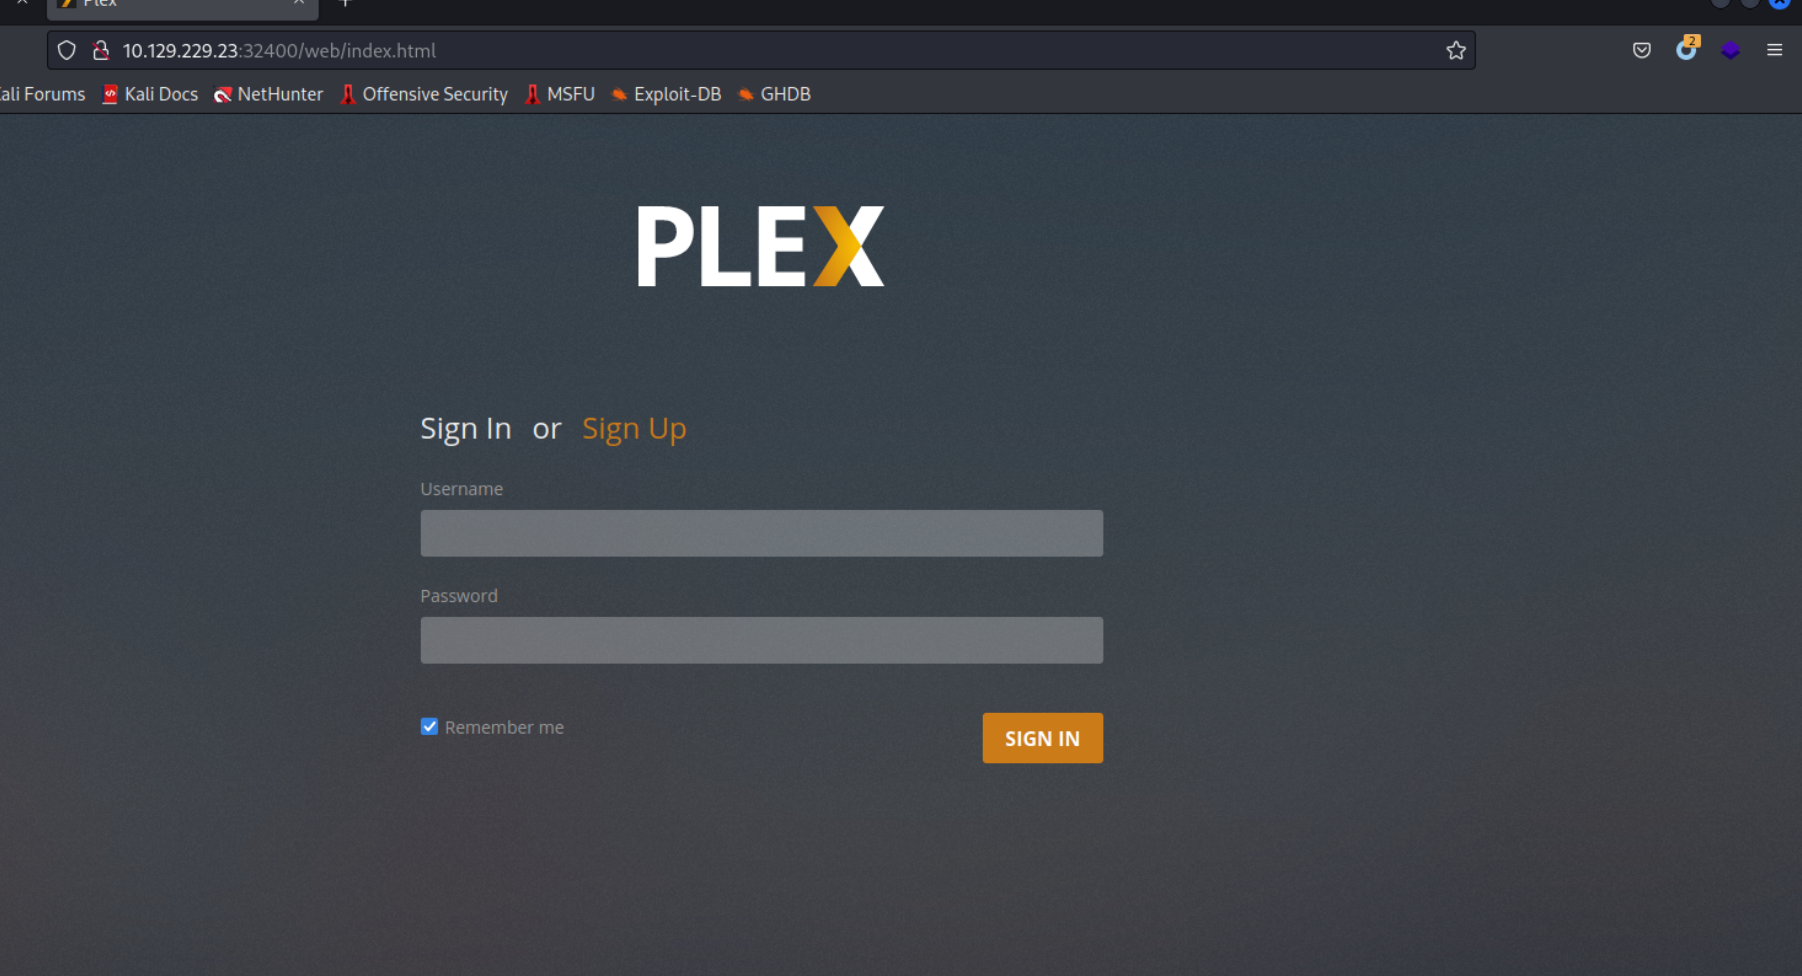 Plex
10.129.229.23:32400/web/index.html
2
ali Forums Kali Docs NetHunter Offensive Security MSFU Exploit-DB GHDB
PLEX
Sign In or Sign Up
Username
Password
Remember me
SIGN IN